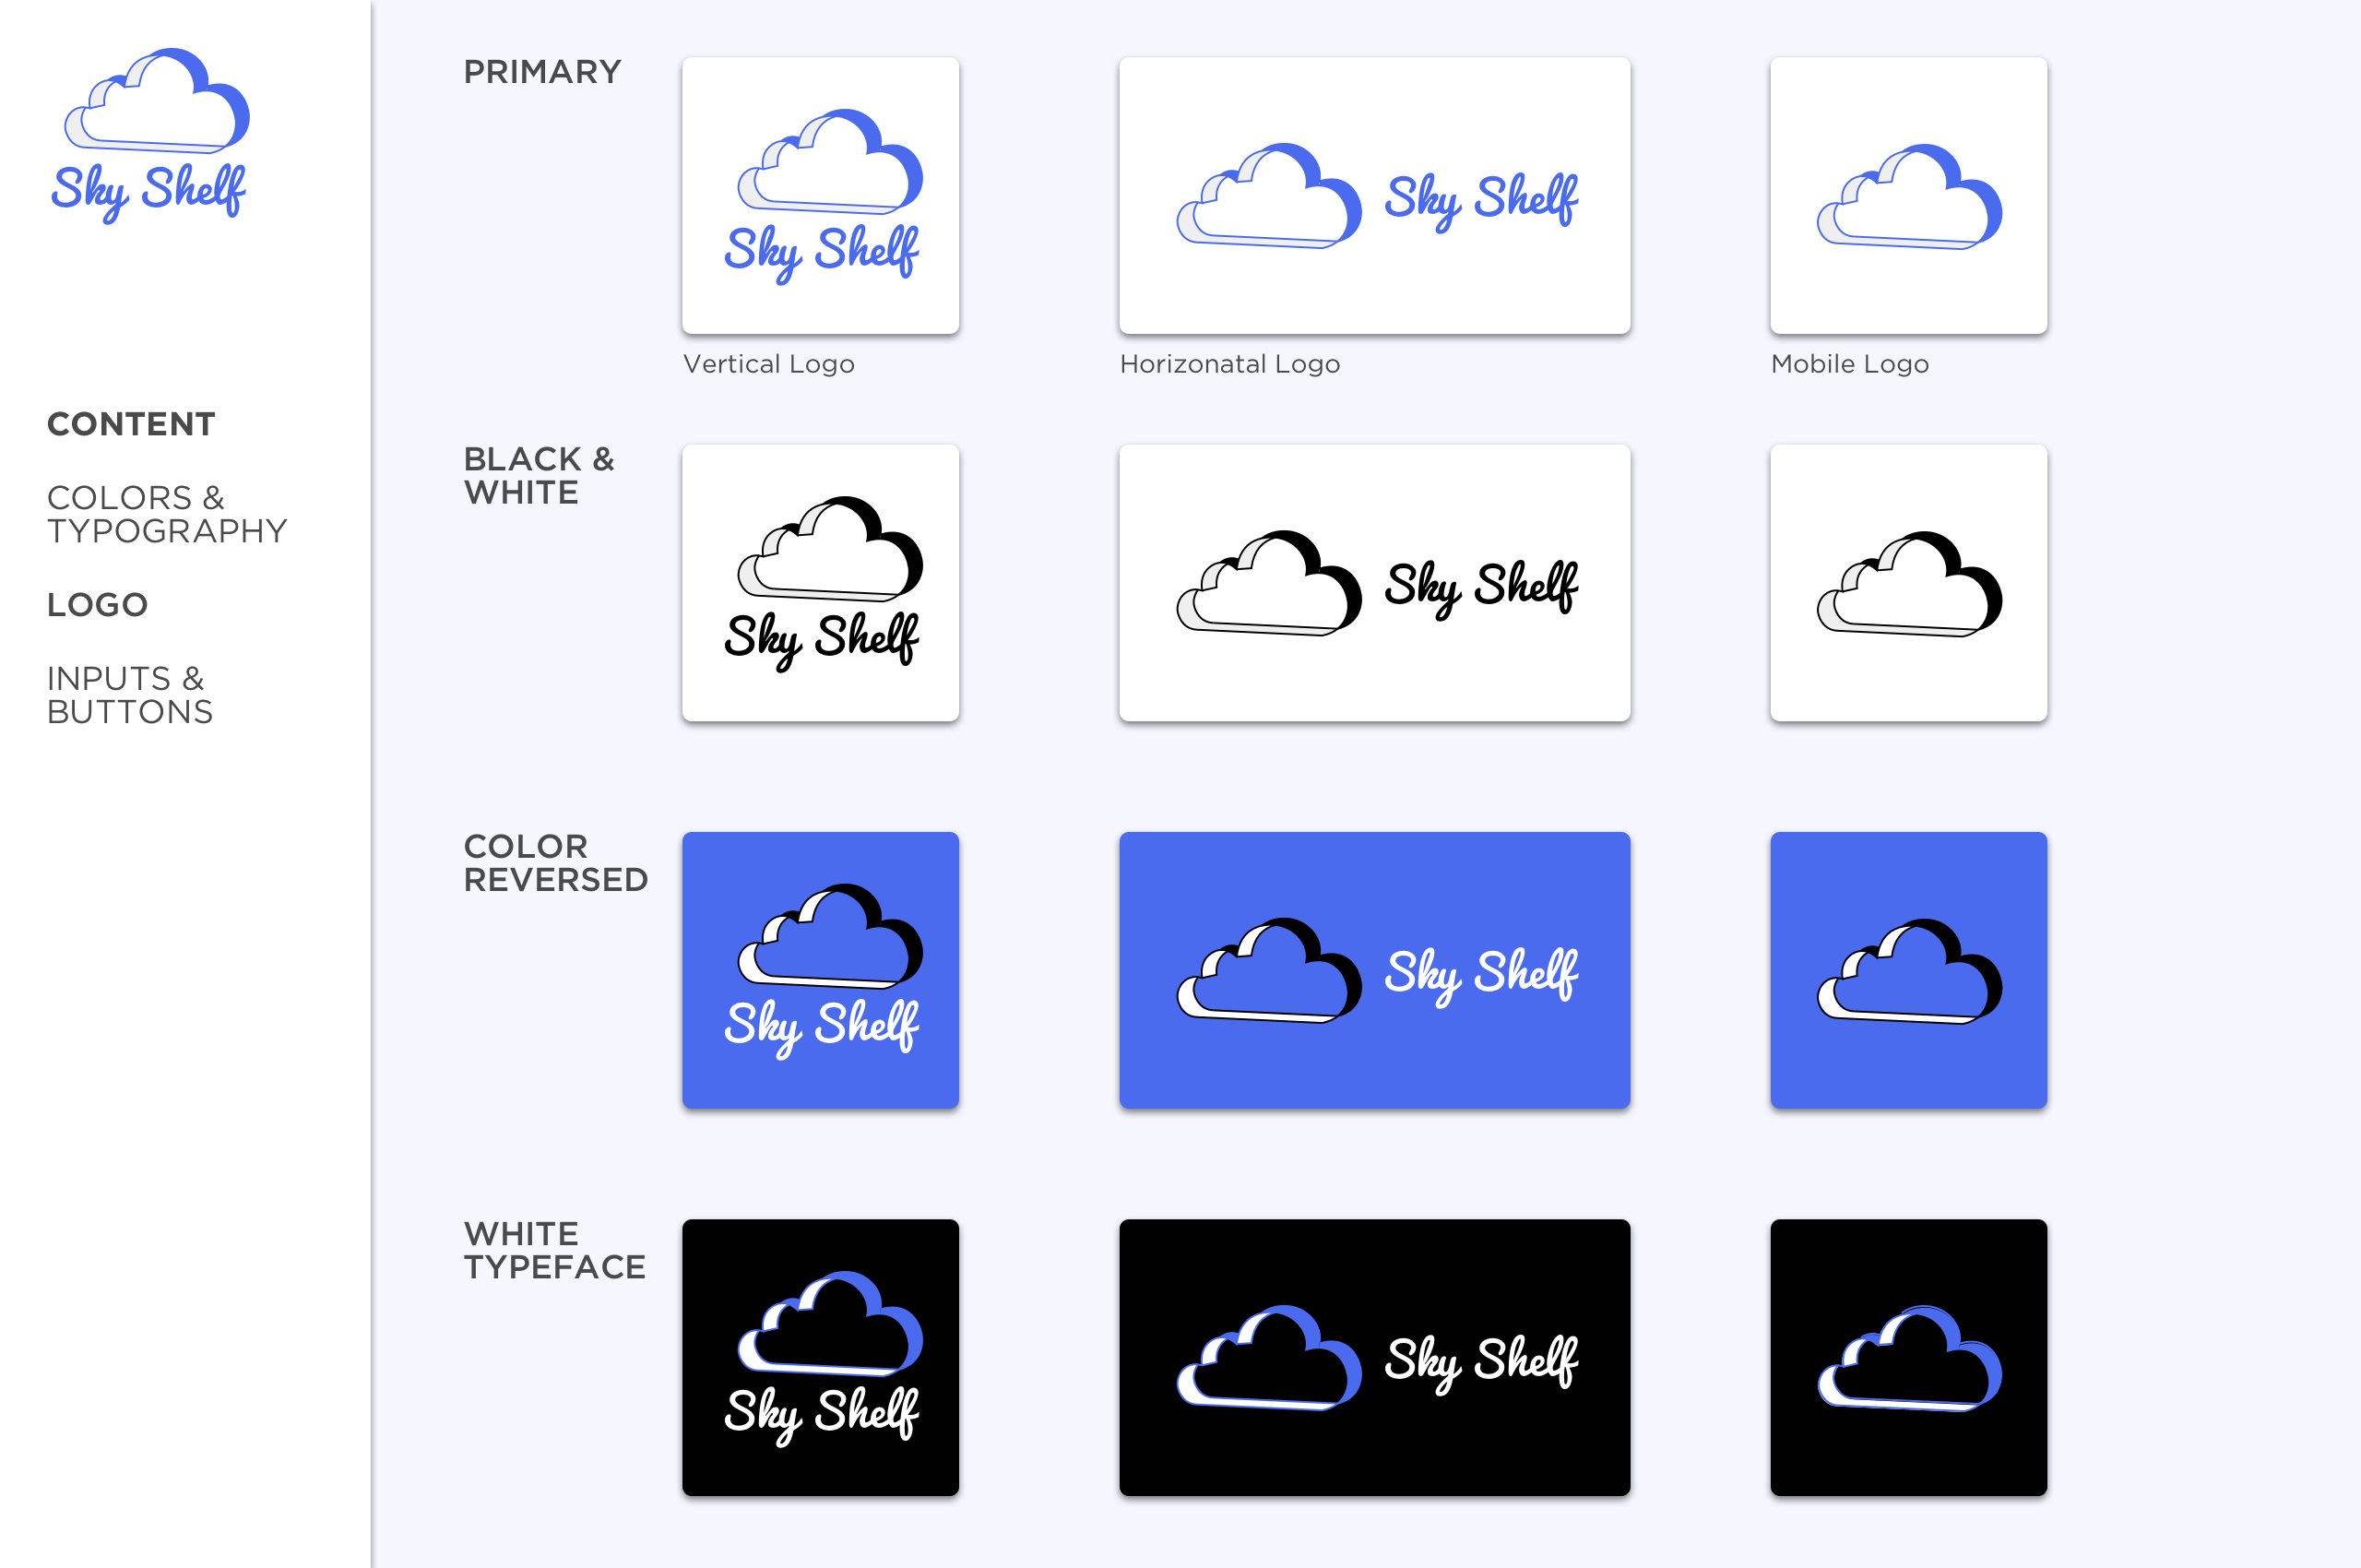 Sky Shelf
CONTENT
COLORS &
TYPOGRAPHY
LOGO
INPUTS &
BUTTONS
PRIMARY
Sky Shelf
Sky Shelf
Vertical Logo
Horizonatal Logo
Mobile Logo
BLACK &
WHITE
Sky Shelf
Sky Shelf
COLOR
REVERSED
Sky Shelf
Sky Shelf
WHITE
TYPEFACE
Sky Shelf
Sky Shelf